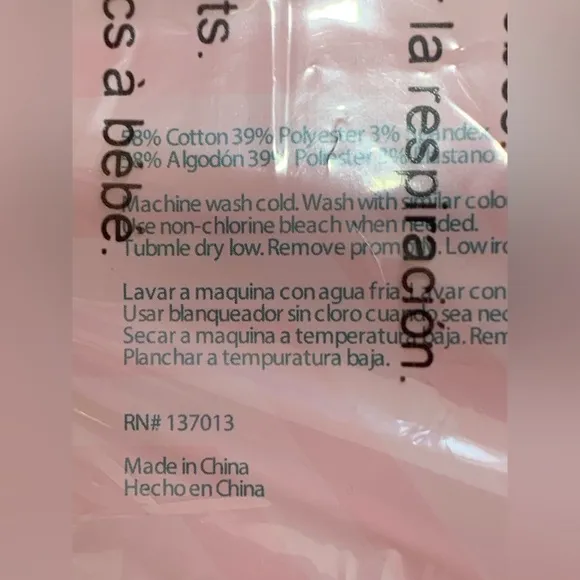 58% Cotton 39% Polyester 3% Spandex
58% Algodón 39% Poliester 3% Elastano
Machine wash cold. Wash with similar colo
Use non-chlorine bleach when needed.
Tubmle dry low. Remove promptly. Low iro
Lavar a maquina con agua fria. Lavar con
Usar blanqueador sin cloro cuando sea nec
Secar a maquina a temperatura baja. Rem
Planchar a tempuratura baja.
RN# 137013
Made in China
Hecho en China
cs à bébé.
ts.
r la respiración.